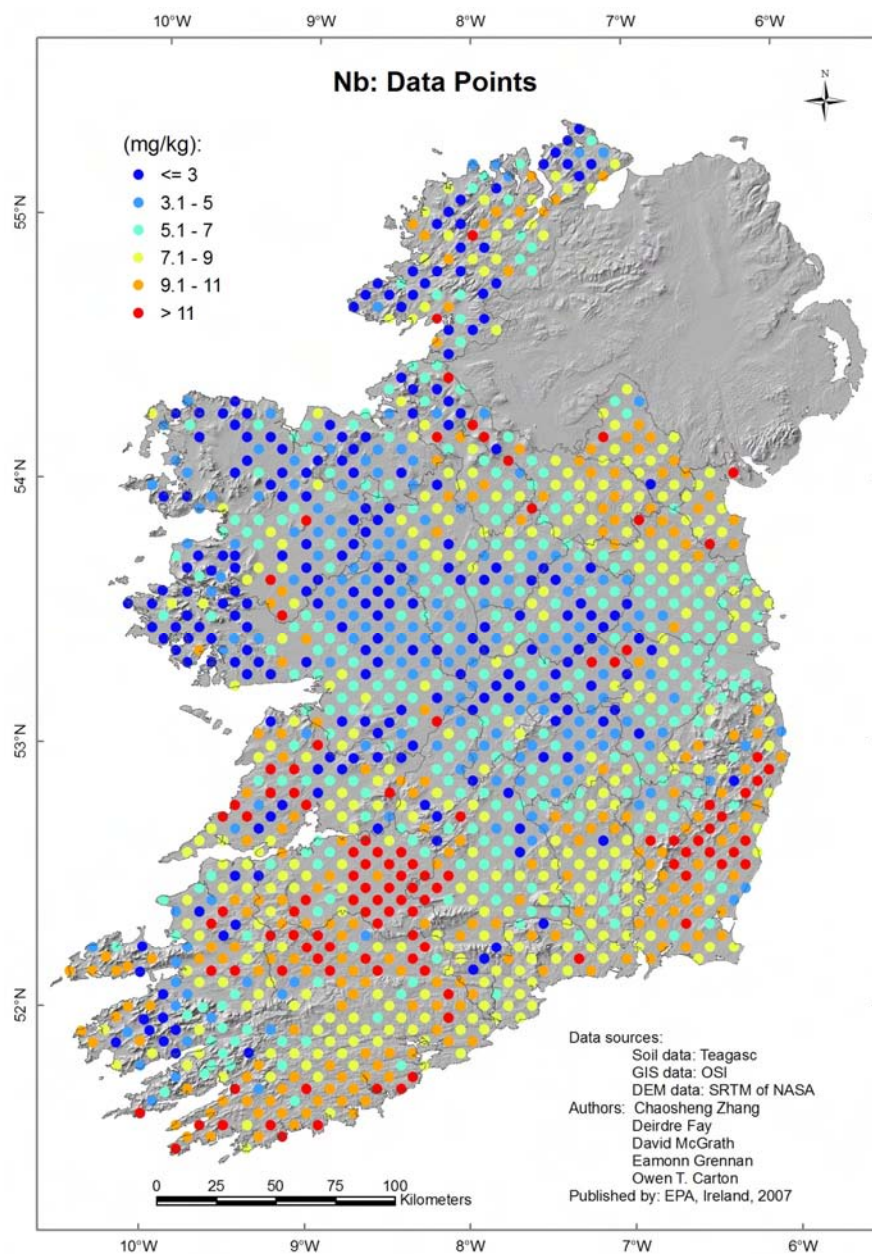 10°W 9°W 8°W 7°W 6°W
Nb: Data Points
N
(mg/kg):
<= 3
3.1 - 5
5.1 - 7
7.1 - 9
9.1 - 11
> 11
55°N
54°N
53°N
52°N
Data sources:
Soil data: Teagasc
GIS data: OSI
DEM data: SRTM of NASA
Authors: Chaosheng Zhang
Deirdre Fay
David McGrath
Eamonn Grennan
Owen T. Carton
Published by: EPA, Ireland, 2007
0 25 50 75 100
Kilometers
10°W 9°W 8°W 7°W 6°W